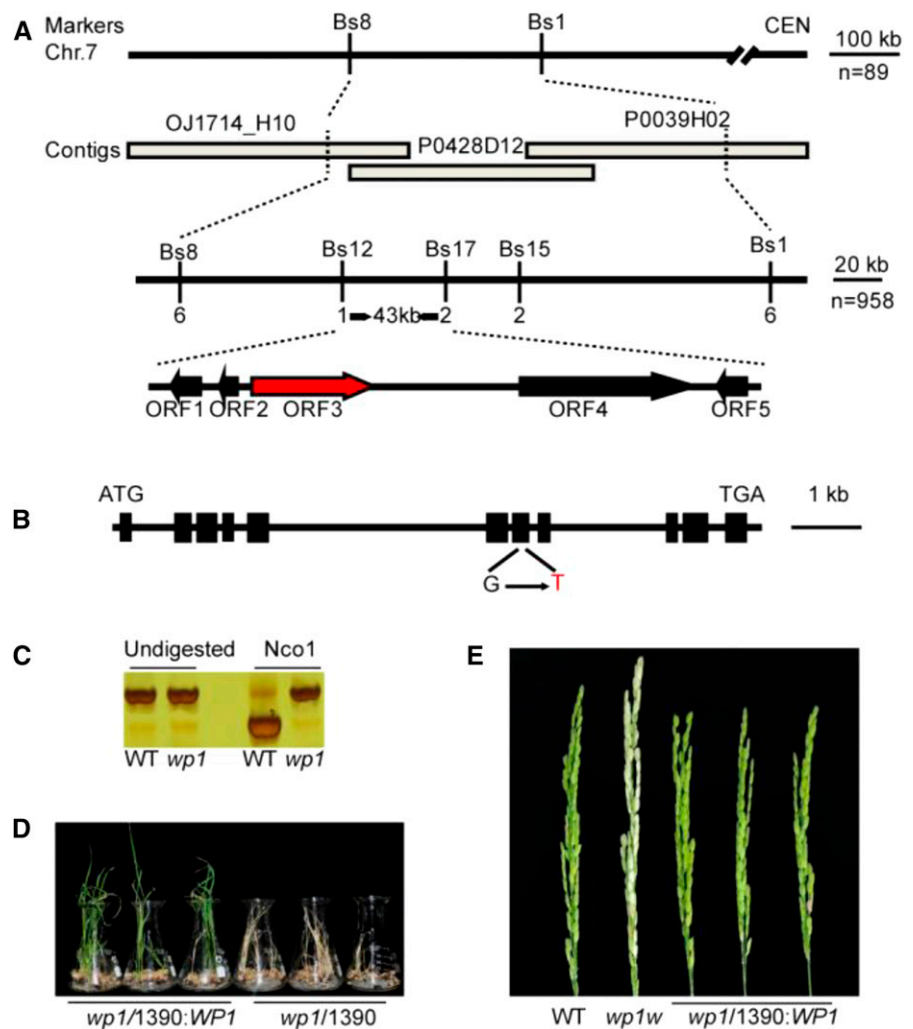 A
Markers
Chr.7
Bs8
Bs1
CEN
100 kb
n=89
Contigs
OJ1714_H10
P0428D12
P0039H02
Bs8
Bs12
Bs17
Bs15
Bs1
20 kb
n=958
6
1
43kb
2
2
6
ORF1
ORF2
ORF3
ORF4
ORF5
B
ATG
TGA
1 kb
G
T
C
Undigested
Nco1
WT
wp1
WT
wp1
D
wp1/1390:WP1
wp1/1390
E
WT
wp1w
wp1/1390:WP1